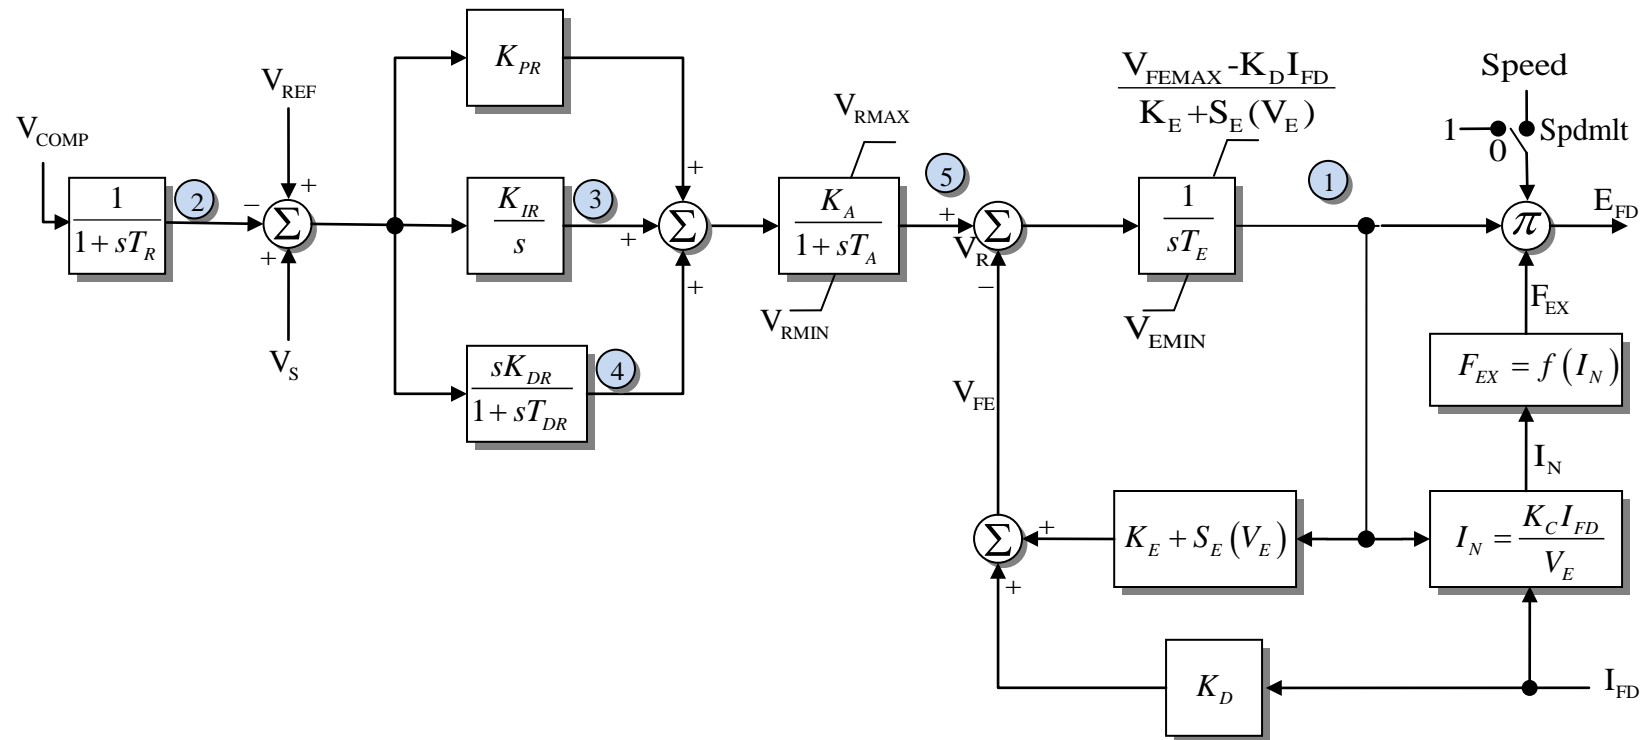 V_COMP
1
1 + sT_R
2
V_REF
+
−
Σ
+
V_S
K_PR
K_IR
s
3
sK_DR
1 + sT_DR
4
+
+
Σ
+
V_RMAX
K_A
1 + sT_A
V_RMIN
5
+
Σ
V_R
−
V_FEMAX -K_D I_FD
K_E +S_E (V_E)
1
sT_E
V_EMIN
1
Speed
1
0
Spdmlt
π
E_FD
F_EX
F_EX = f (I_N)
I_N
I_N = K_C I_FD
V_E
V_FE
Σ
+
+
K_E + S_E (V_E)
K_D
I_FD